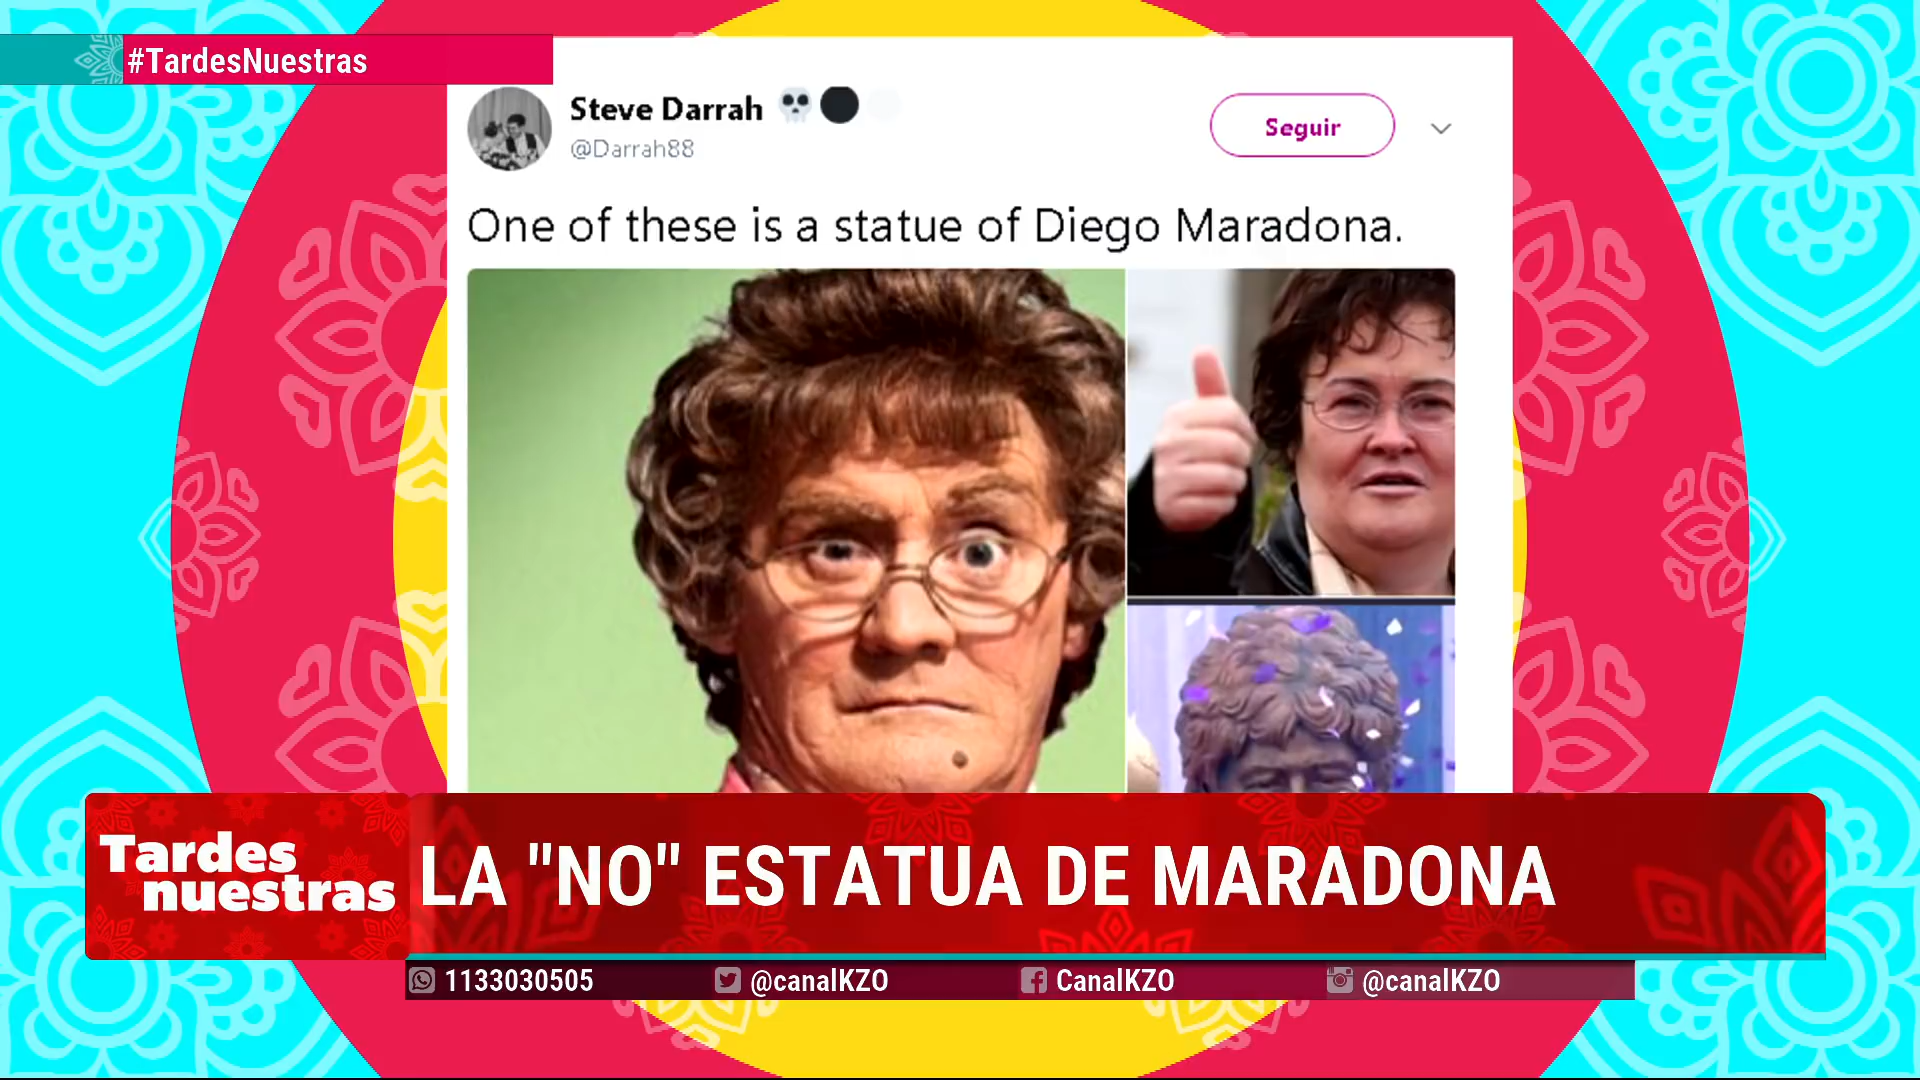 #TardesNuestras
Steve Darrah
@Darrah88
Seguir
One of these is a statue of Diego Maradona.
Tardes
nuestras
LA "NO" ESTATUA DE MARADONA
1133030505
@canalKZO
CanalKZO
@canalKZO